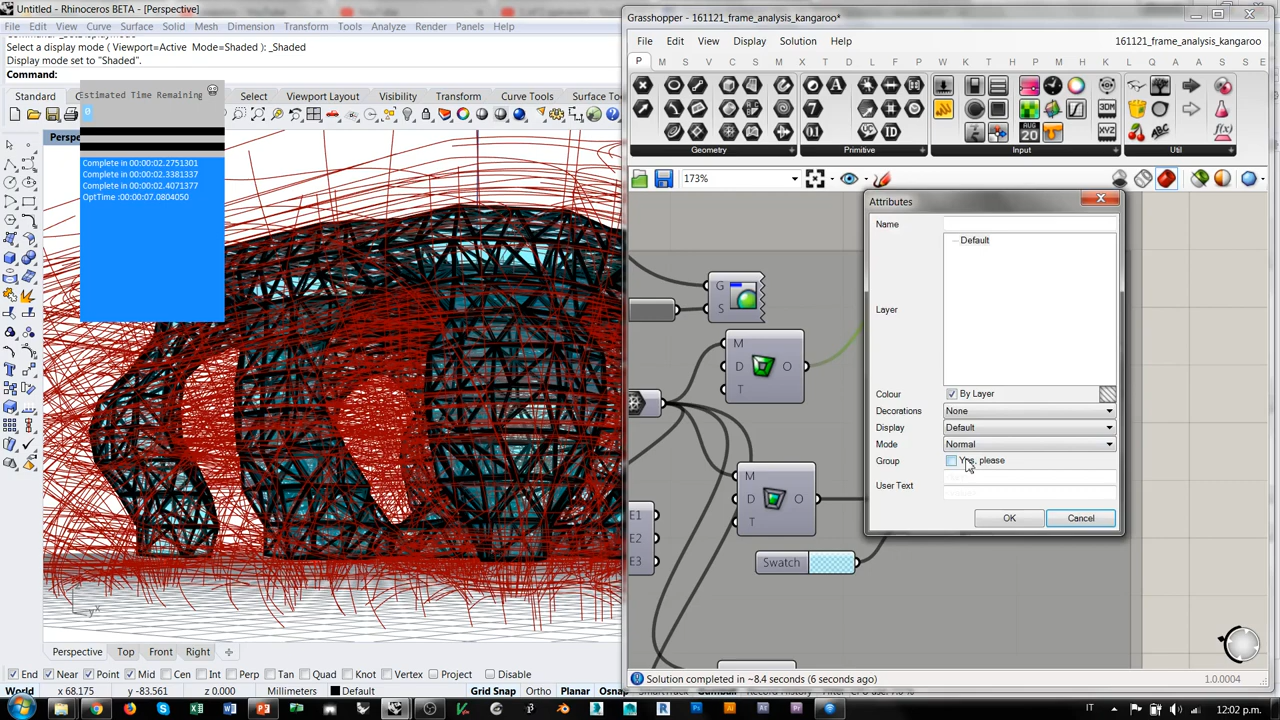 Untitled - Rhinoceros BETA - [Perspective]
File Edit View Curve Surface Solid Mesh Dimension Transform Tools Analyze Render Panels Help
Select a display mode ( Viewport=Active Mode=Shaded ): _Shaded
Display mode set to "Shaded".
Command:
Standard Select Viewport Layout Visibility Transform Curve Tools Surface Too
Estimated Time Remaining
0
Complete in 00:00:02.2751301
Complete in 00:00:02.3381337
Complete in 00:00:02.4071377
OptTime :00:00:07.0804050
Perspective Top Front Right
End Near Point Mid Cen Int Perp Tan Quad Knot Vertex Project Disable
World x 68.175 y -83.561 z 0.000 Millimeters Default Grid Snap Ortho Planar Osnap
Grasshopper - 161121_frame_analysis_kangaroo*
File Edit View Display Solution Help 161121_frame_analysis_kangaroo
Geometry Primitive Input Util
173%
Attributes
Name
Default
Layer
Colour By Layer
Decorations None
Display Default
Mode Normal
Group Yes, please
User Text
OK Cancel
G
S
M
D O
T
M
D O
T
E1
E2
E3
Swatch
Solution completed in ~8.4 seconds (6 seconds ago) 1.0.0004
IT 12:02 p.m.